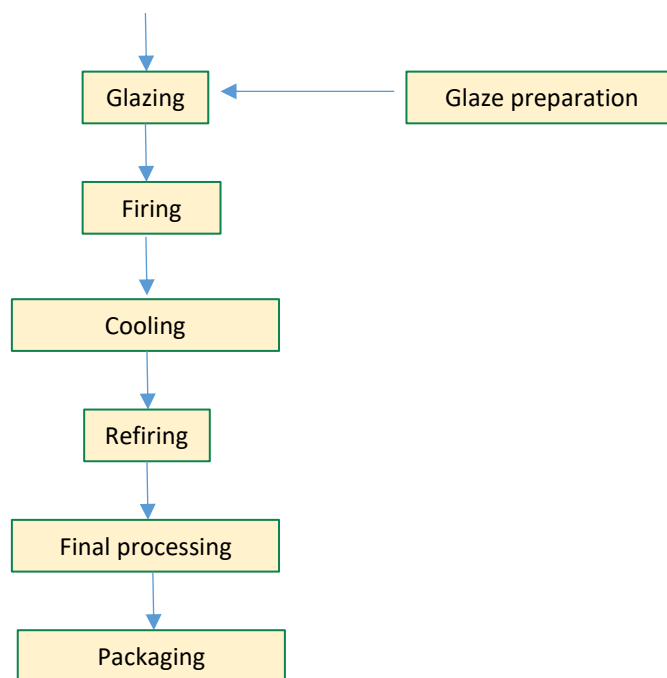 Glazing
Glaze preparation
Firing
Cooling
Refiring
Final processing
Packaging